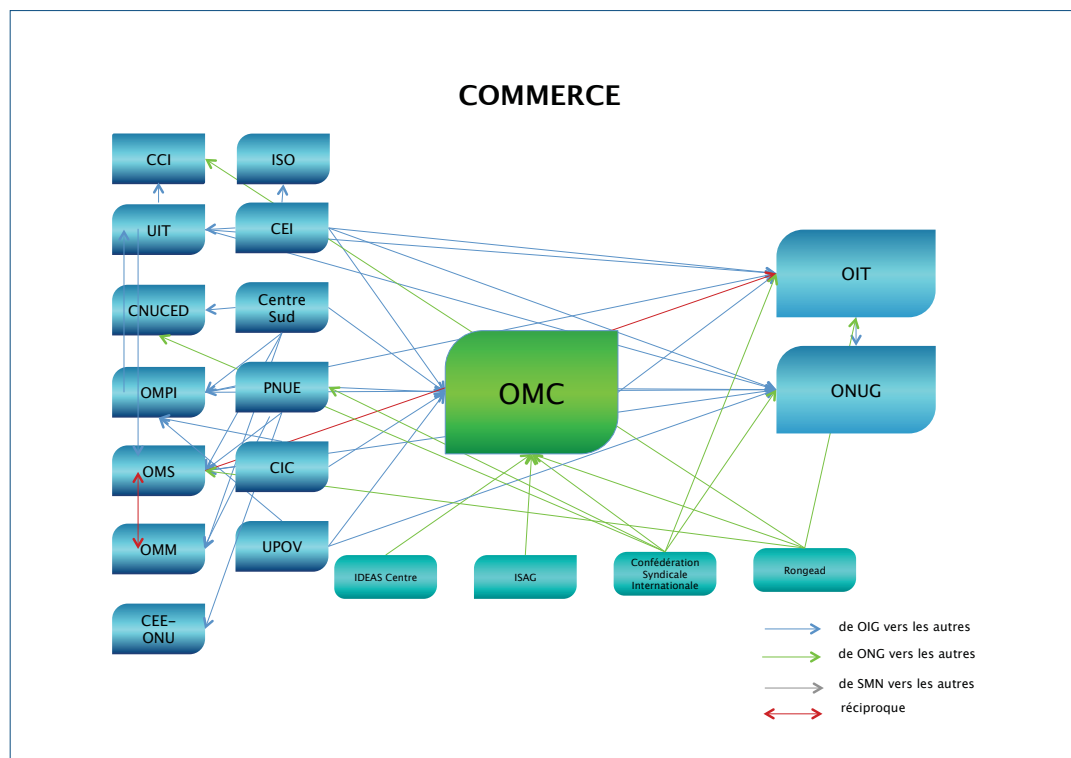 COMMERCE
CCI
ISO
UIT
CEI
OIT
CNUCED
Centre
Sud
OMPI
PNUE
OMC
ONUG
OMS
CIC
OMM
UPOV
IDEAS Centre
ISAG
Confédération
Syndicale
Internationale
Rongead
CEE-
ONU
de OIG vers les autres
de ONG vers les autres
de SMN vers les autres
réciproque